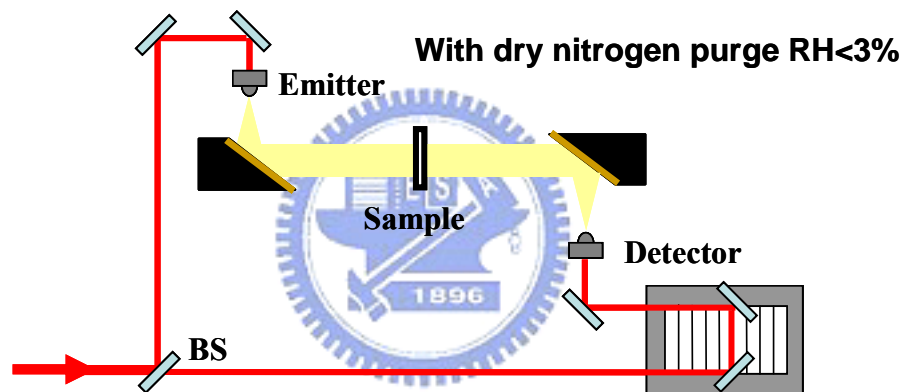 With dry nitrogen purge RH<3%
Emitter
Sample
Detector
1896
BS